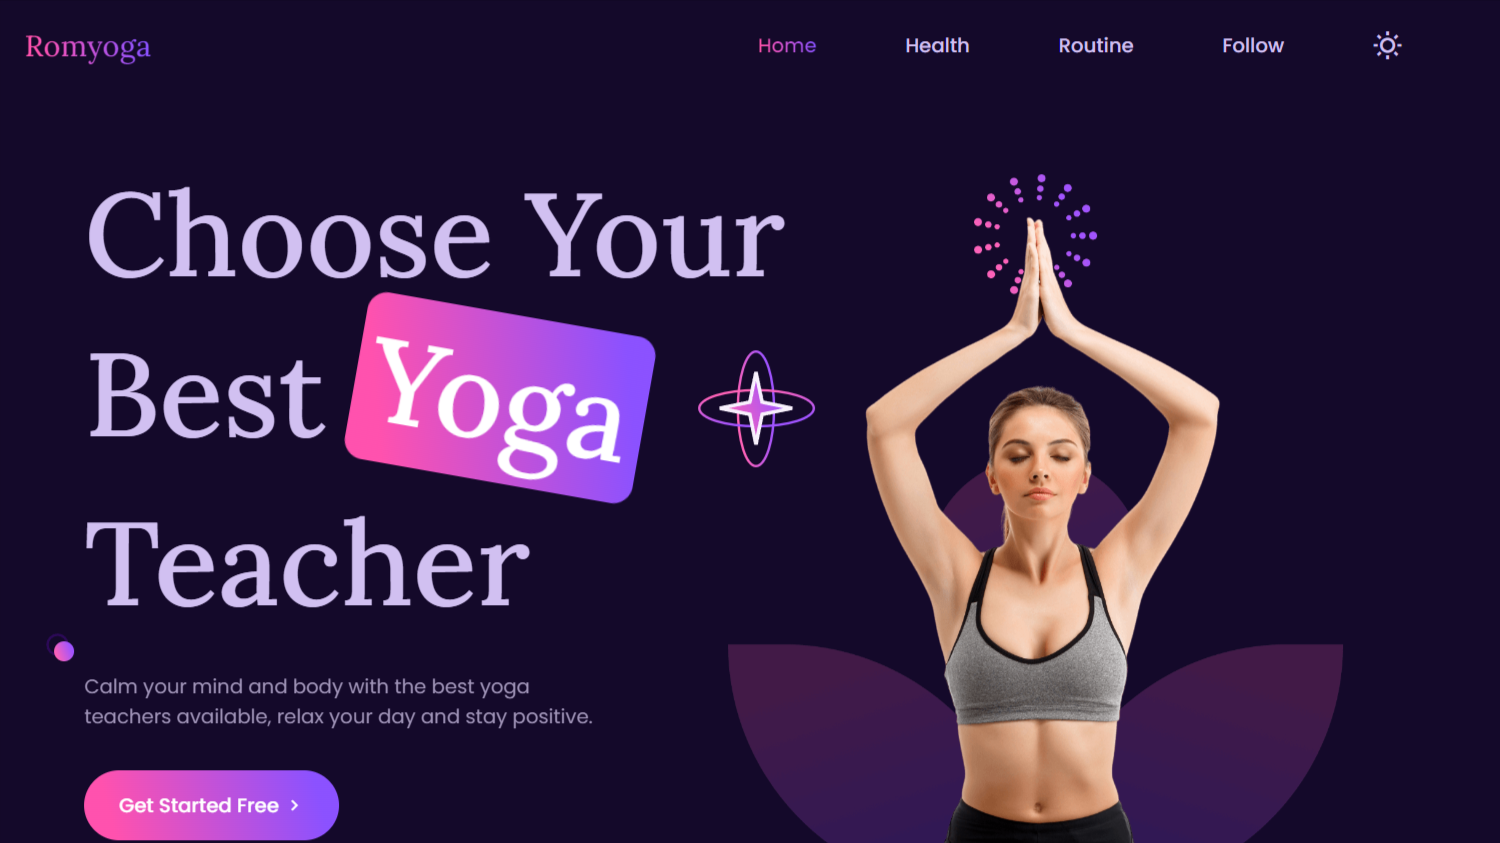 Romyoga
Home Health Routine Follow
Choose Your
Best Yoga
Teacher
Calm your mind and body with the best yoga
teachers available, relax your day and stay positive.
Get Started Free